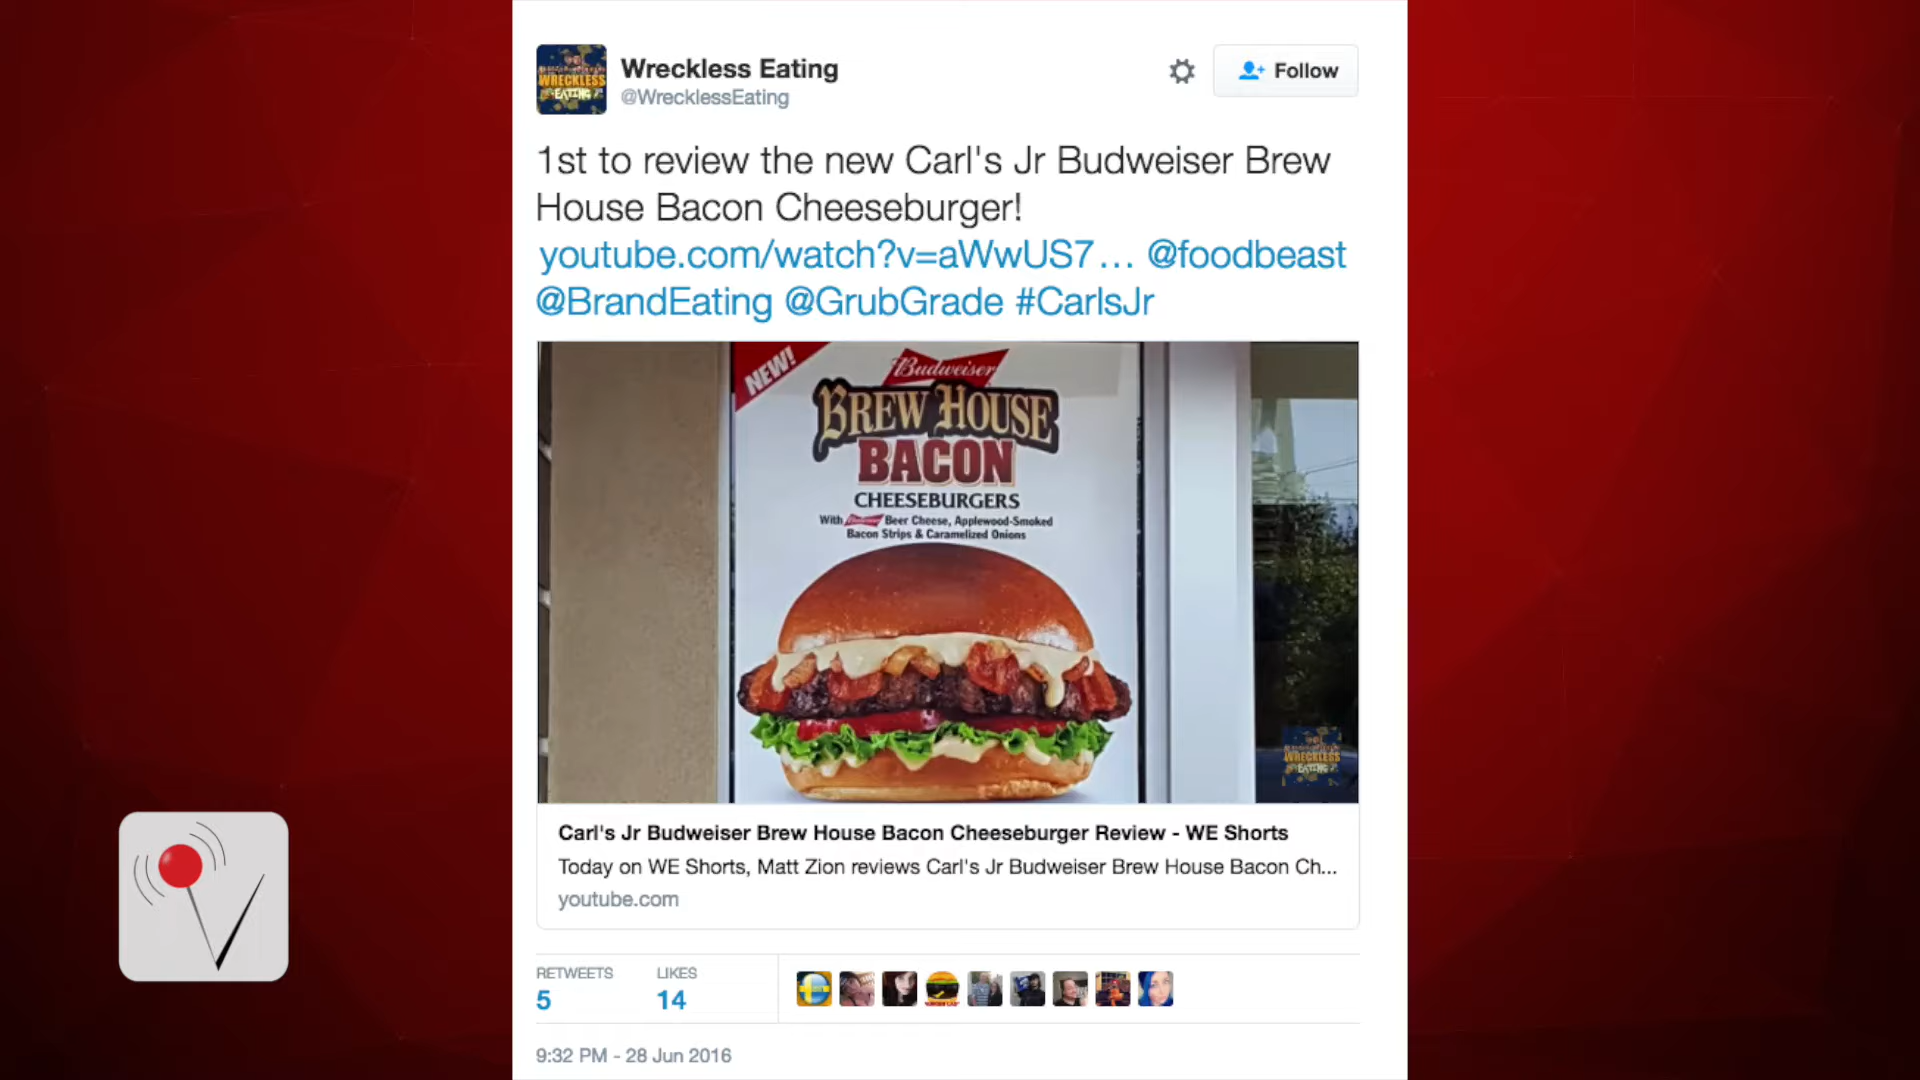 Wreckless Eating
@WrecklessEating
Follow
1st to review the new Carl's Jr Budweiser Brew
House Bacon Cheeseburger!
youtube.com/watch?v=aWwUS7... @foodbeast
@BrandEating @GrubGrade #CarlsJr
NEW!
Budweiser
BREW HOUSE
BACON
CHEESEBURGERS
With Budweiser Beer Cheese, Applewood-Smoked
Bacon Strips & Caramelized Onions
WRECKLESS
EATING
Carl's Jr Budweiser Brew House Bacon Cheeseburger Review - WE Shorts
Today on WE Shorts, Matt Zion reviews Carl's Jr Budweiser Brew House Bacon Ch...
youtube.com
RETWEETS LIKES
5 14
9:32 PM - 28 Jun 2016